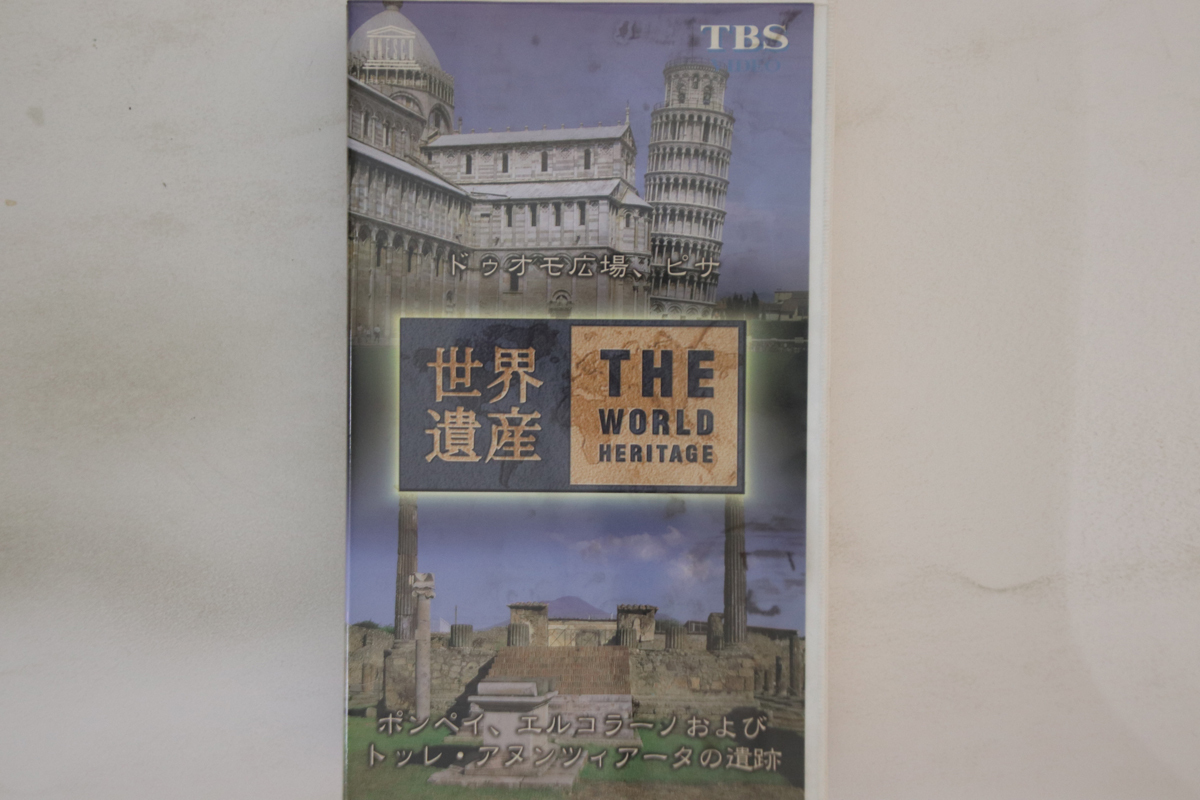 TBS
VIDEO
ドゥオモ広場、ピサ
世界
遺産
THE
WORLD
HERITAGE
ポンペイ、エルコラーノおよび
トッレ・アヌンツィアータの遺跡